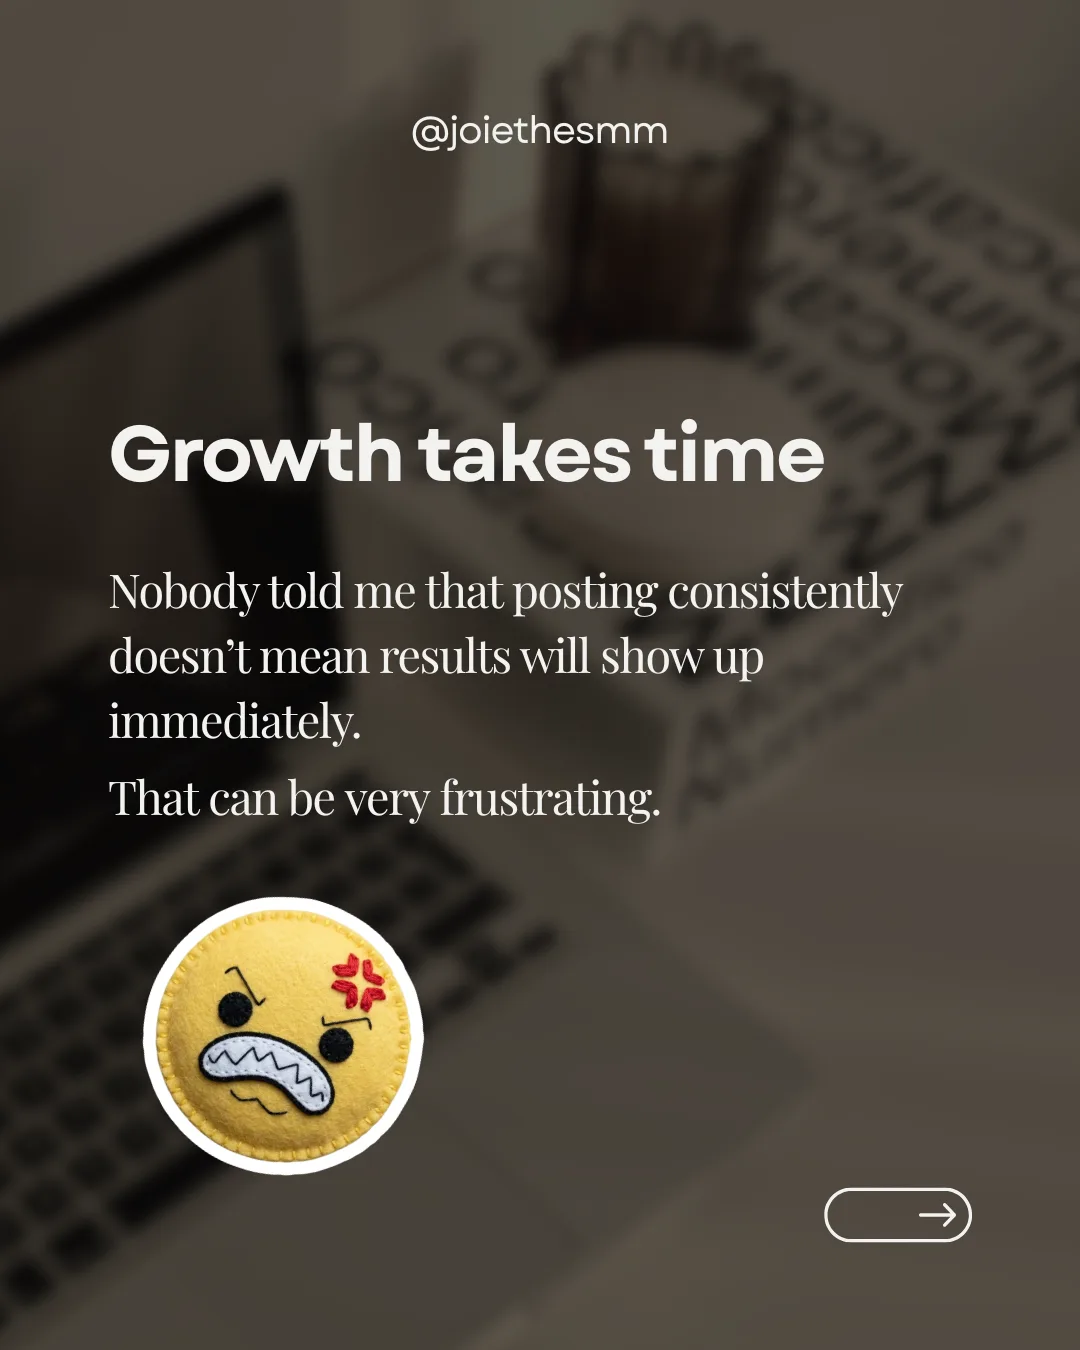 @joiethesmm
Growth takes time
Nobody told me that posting consistently
doesn’t mean results will show up
immediately.
That can be very frustrating.